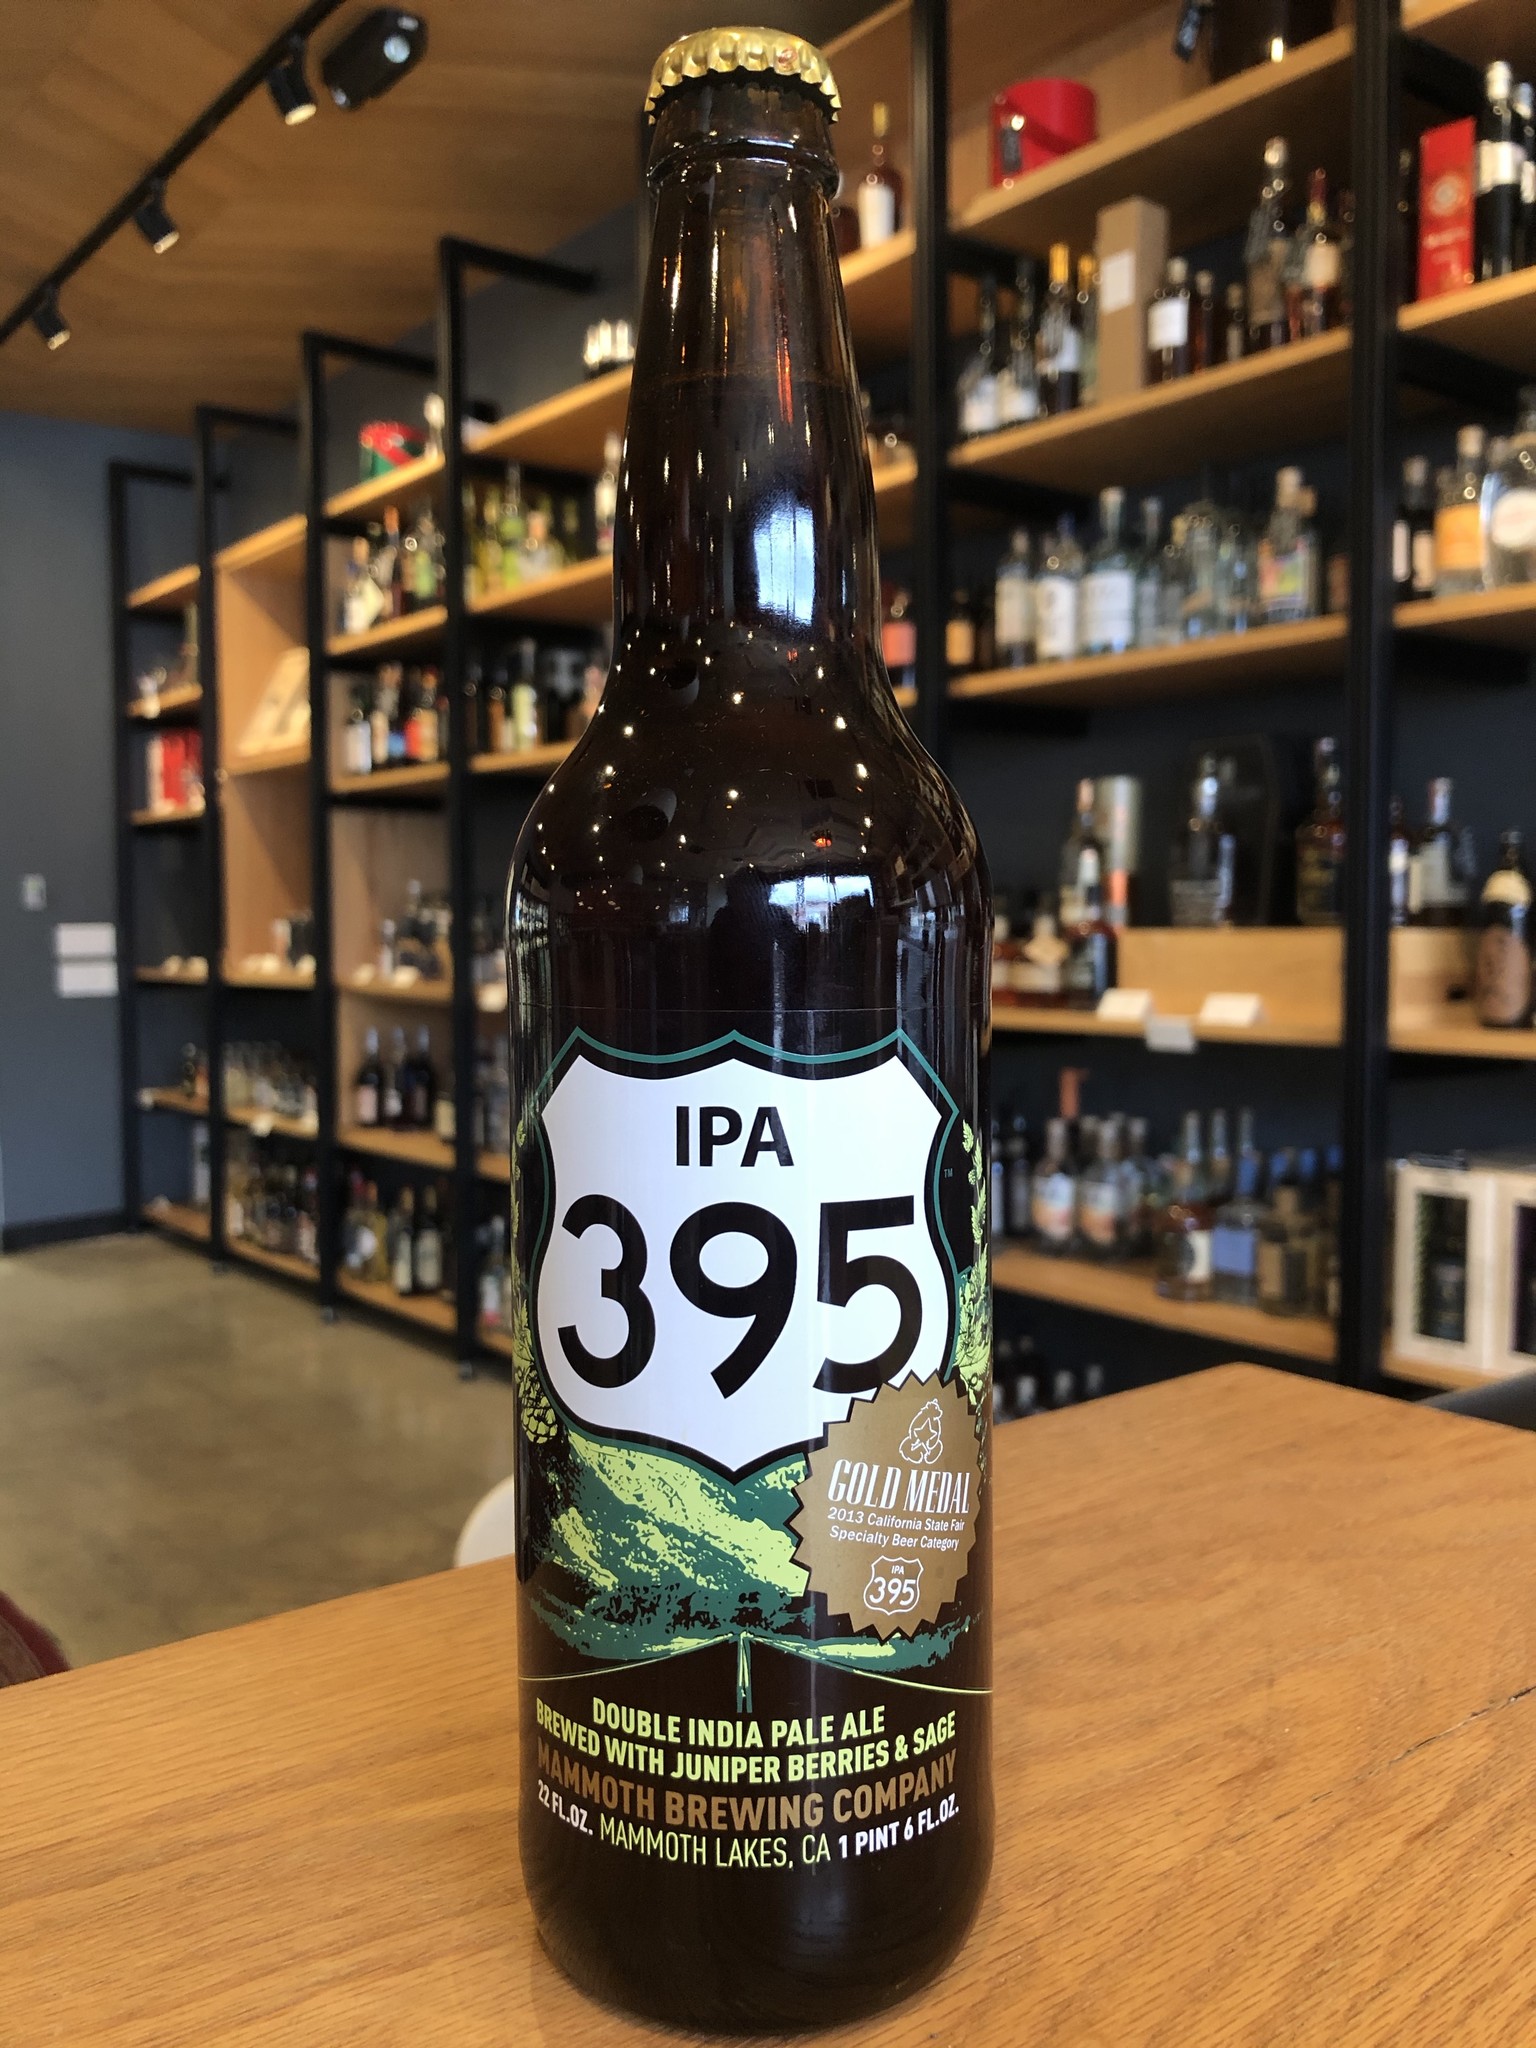 IPA
395
TM
GOLD MEDAL
2013 California State Fair
Specialty Beer Category
IPA
395
DOUBLE INDIA PALE ALE
BREWED WITH JUNIPER BERRIES & SAGE
MAMMOTH BREWING COMPANY
22 FL.OZ. MAMMOTH LAKES, CA 1 PINT 6 FL.OZ.